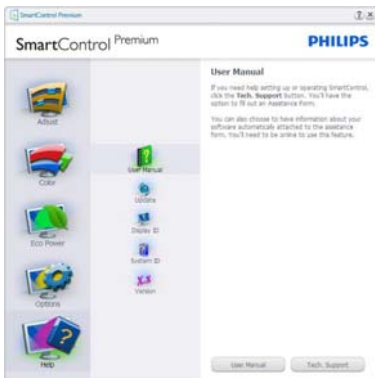 SmartControl Premium
SmartControl Premium
PHILIPS
Adjust
Color
Eco Power
Options
Help
User Manual
Update
Display ID
System ID
Version
User Manual
If you need help setting up or operating SmartControl,
click the Tech. Support button. You'll have the
option to fill out an Assistance Form.
You can also choose to have information about your
software automatically attached to the assistance
form. You'll need to be online to use this feature.
User Manual
Tech. Support